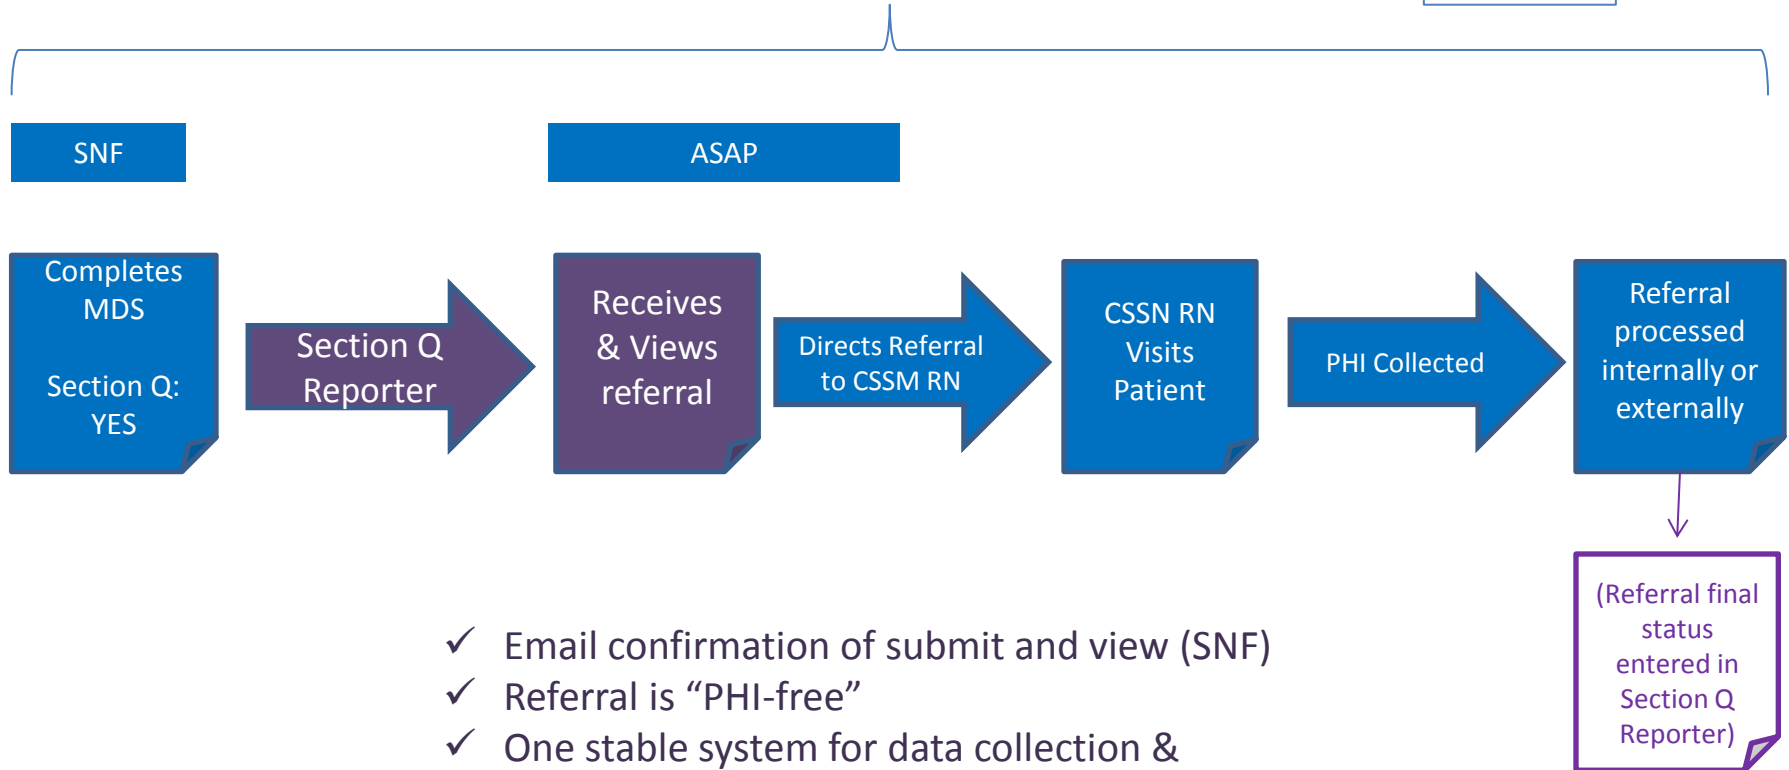 SNF
ASAP
Completes
MDS
Section Q:
YES
Section Q
Reporter
Receives
& Views
referral
Directs Referral
to CSSM RN
CSSN RN
Visits
Patient
PHI Collected
Referral
processed
internally or
externally
(Referral final
status
entered in
Section Q
Reporter)
✓ Email confirmation of submit and view (SNF)
✓ Referral is “PHI-free”
✓ One stable system for data collection &